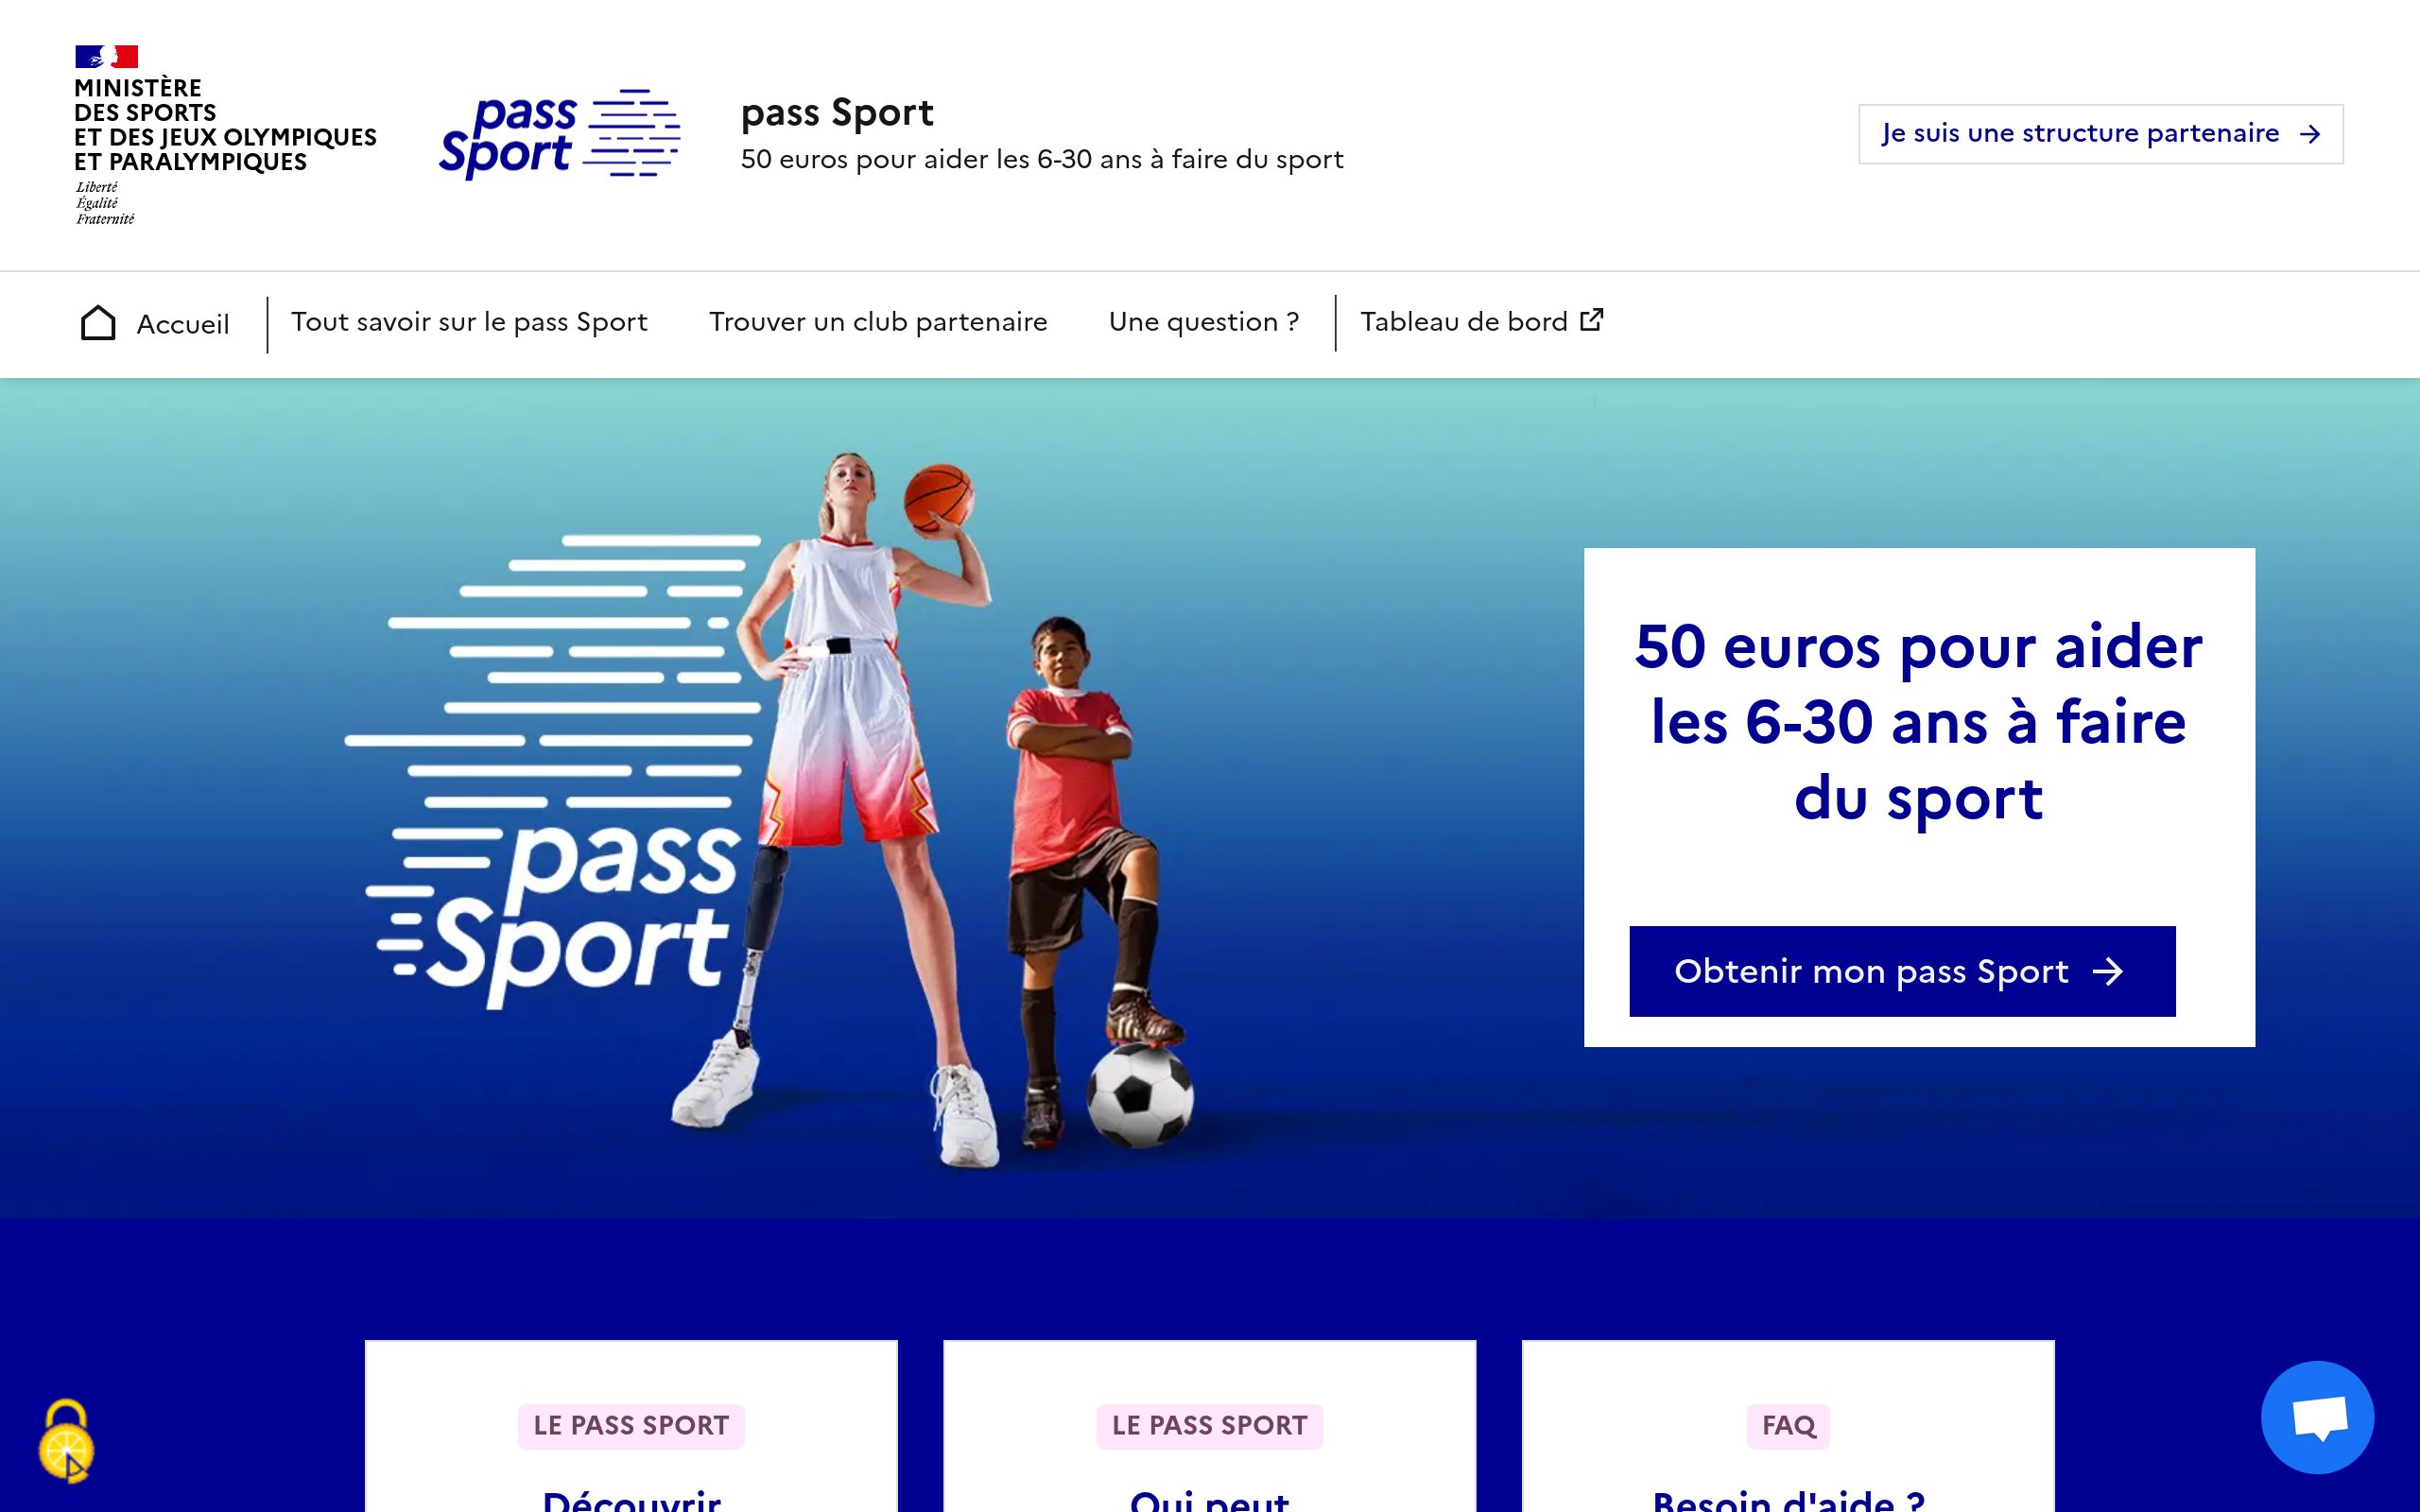 MINISTÈRE
DES SPORTS
ET DES JEUX OLYMPIQUES
ET PARALYMPIQUES
Liberté
Égalité
Fraternité
pass
Sport
pass Sport
50 euros pour aider les 6-30 ans à faire du sport
Je suis une structure partenaire
Accueil
Tout savoir sur le pass Sport
Trouver un club partenaire
Une question ?
Tableau de bord
pass
Sport
50 euros pour aider
les 6-30 ans à faire
du sport
Obtenir mon pass Sport
LE PASS SPORT
Découvrir
LE PASS SPORT
Qui peut
FAQ
Besoin d'aide ?